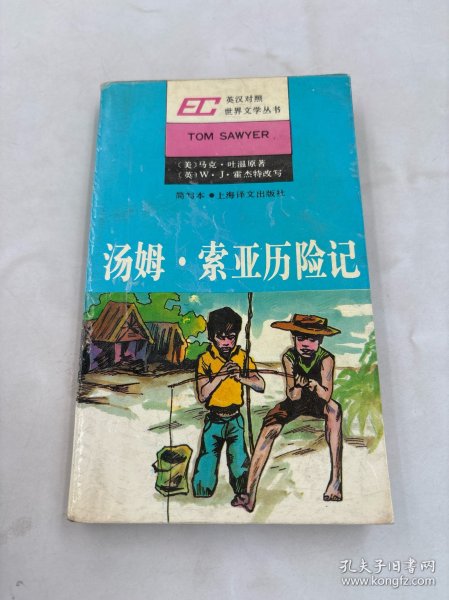 EC
英汉对照
世界文学丛书
TOM SAWYER
〔美〕马克·吐温原著
〔英〕W·J·霍杰特改写
简写本●上海译文出版社
汤姆·索亚历险记
孔夫子旧书网
www.kongfz.com